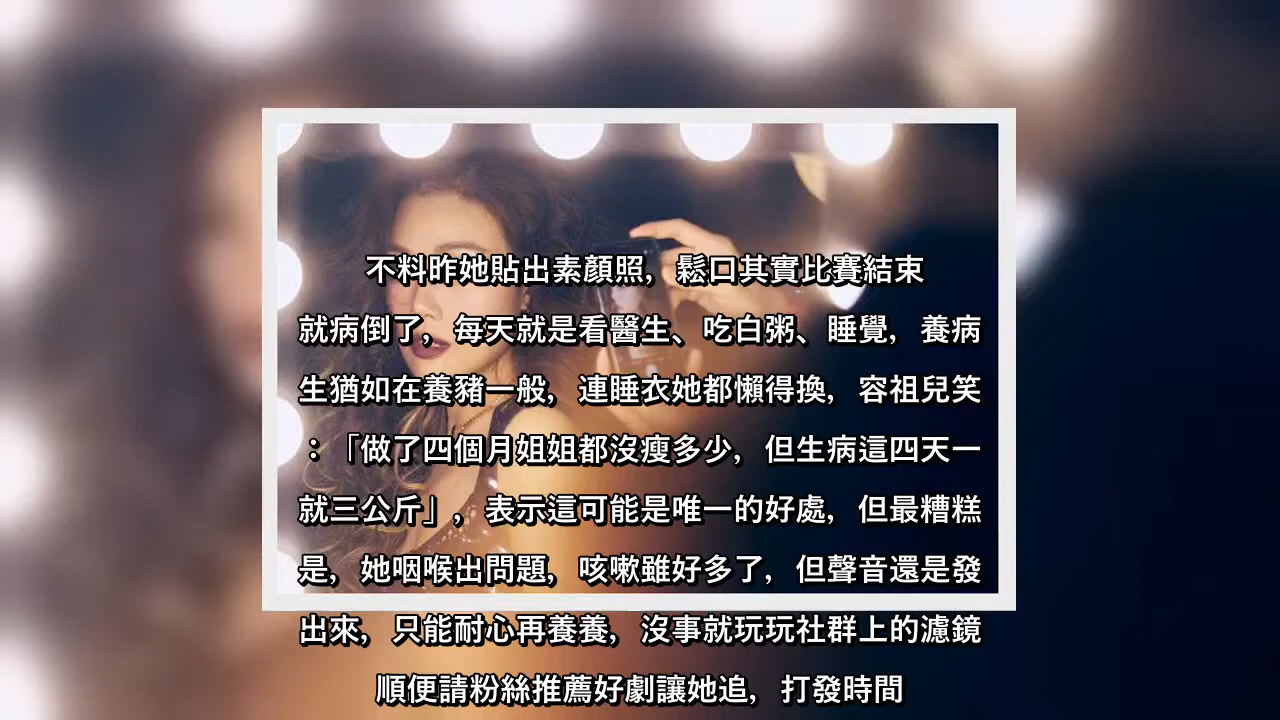 不料昨她貼出素顏照，鬆口其實比賽結束
就病倒了，每天就是看醫生、吃白粥、睡覺，養病
生猶如在養豬一般，連睡衣她都懶得換，容祖兒笑
：「做了四個月姐姐都沒瘦多少，但生病這四天一
就三公斤」，表示這可能是唯一的好處，但最糟糕
是，她咽喉出問題，咳嗽雖好多了，但聲音還是發
出來，只能耐心再養養，沒事就玩玩社群上的濾鏡
順便請粉絲推薦好劇讓她追，打發時間